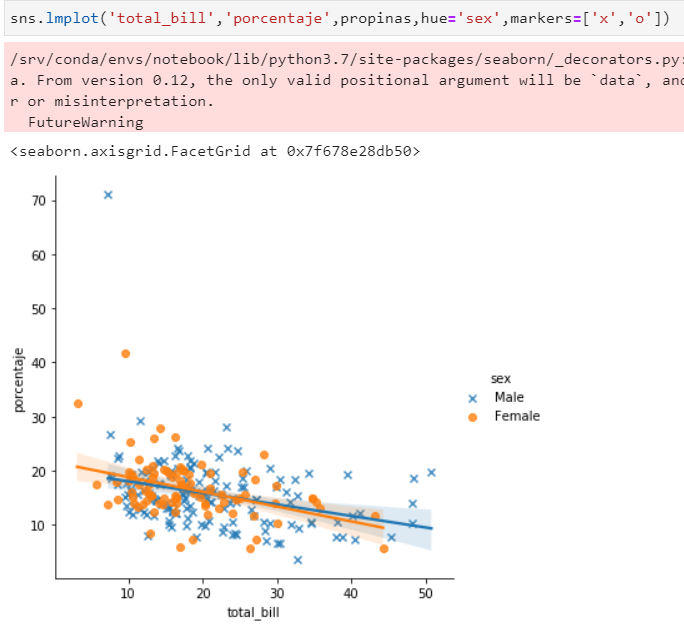 sns.lmplot('total_bill','porcentaje',propinas,hue='sex',markers=['x','o'])
/srv/conda/envs/notebook/lib/python3.7/site-packages/seaborn/_decorators.py:
a. From version 0.12, the only valid positional argument will be `data`, and
r or misinterpretation.
FutureWarning
<seaborn.axisgrid.FacetGrid at 0x7f678e28db50>
70
60
50
40
30
20
10
porcentaje
10 20 30 40 50
total_bill
sex
Male
Female